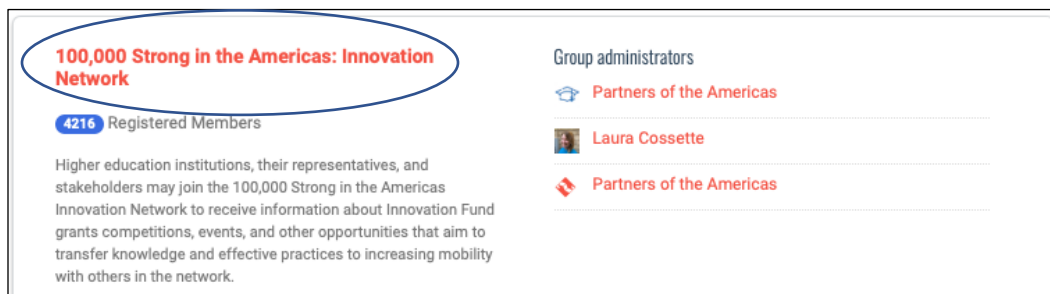 100,000 Strong in the Americas: Innovation
Network
4216 Registered Members
Higher education institutions, their representatives, and
stakeholders may join the 100,000 Strong in the Americas
Innovation Network to receive information about Innovation Fund
grants competitions, events, and other opportunities that aim to
transfer knowledge and effective practices to increasing mobility
with others in the network.
Group administrators
Partners of the Americas
Laura Cossette
Partners of the Americas